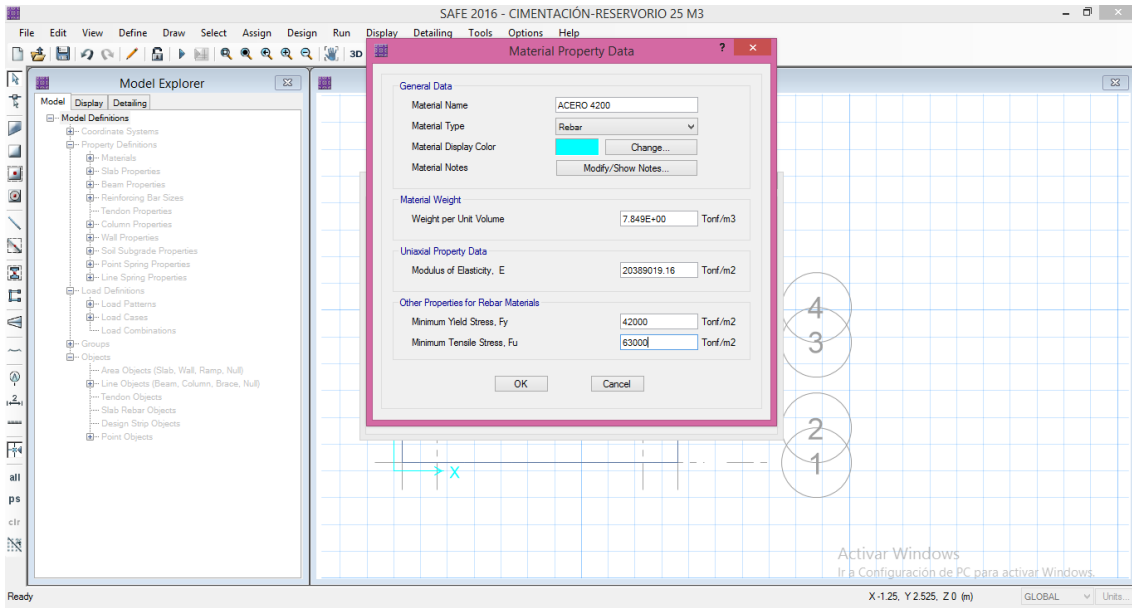 SAFE 2016 - CIMENTACIÓN-RESERVORIO 25 M3
File Edit View Define Draw Select Assign Design Run Display Detailing Tools Options Help
3D
Model Explorer
Model Display Detailing
Model Definitions
Coordinate Systems
Property Definitions
Materials
Slab Properties
Beam Properties
Reinforcing Bar Sizes
Tendon Properties
Column Properties
Wall Properties
Soil Subgrade Properties
Point Spring Properties
Line Spring Properties
Load Definitions
Load Patterns
Load Cases
Load Combinations
Groups
Objects
Area Objects (Slab, Wall, Ramp, Null)
Line Objects (Beam, Column, Brace, Null)
Tendon Objects
Slab Rebar Objects
Design Strip Objects
Point Objects
all
ps
clr
Material Property Data ?
General Data
Material Name ACERO 4200
Material Type Rebar
Material Display Color Change...
Material Notes Modify/Show Notes...
Material Weight
Weight per Unit Volume 7.849E+00 Tonf/m3
Uniaxial Property Data
Modulus of Elasticity, E 20389019.16 Tonf/m2
Other Properties for Rebar Materials
Minimum Yield Stress, Fy 42000 Tonf/m2
Minimum Tensile Stress, Fu 63000 Tonf/m2
OK Cancel
4
3
2
1
X
Activar Windows
Ir a Configuración de PC para activar Windows.
Ready X -1.25, Y 2.525, Z 0 (m) GLOBAL Units...